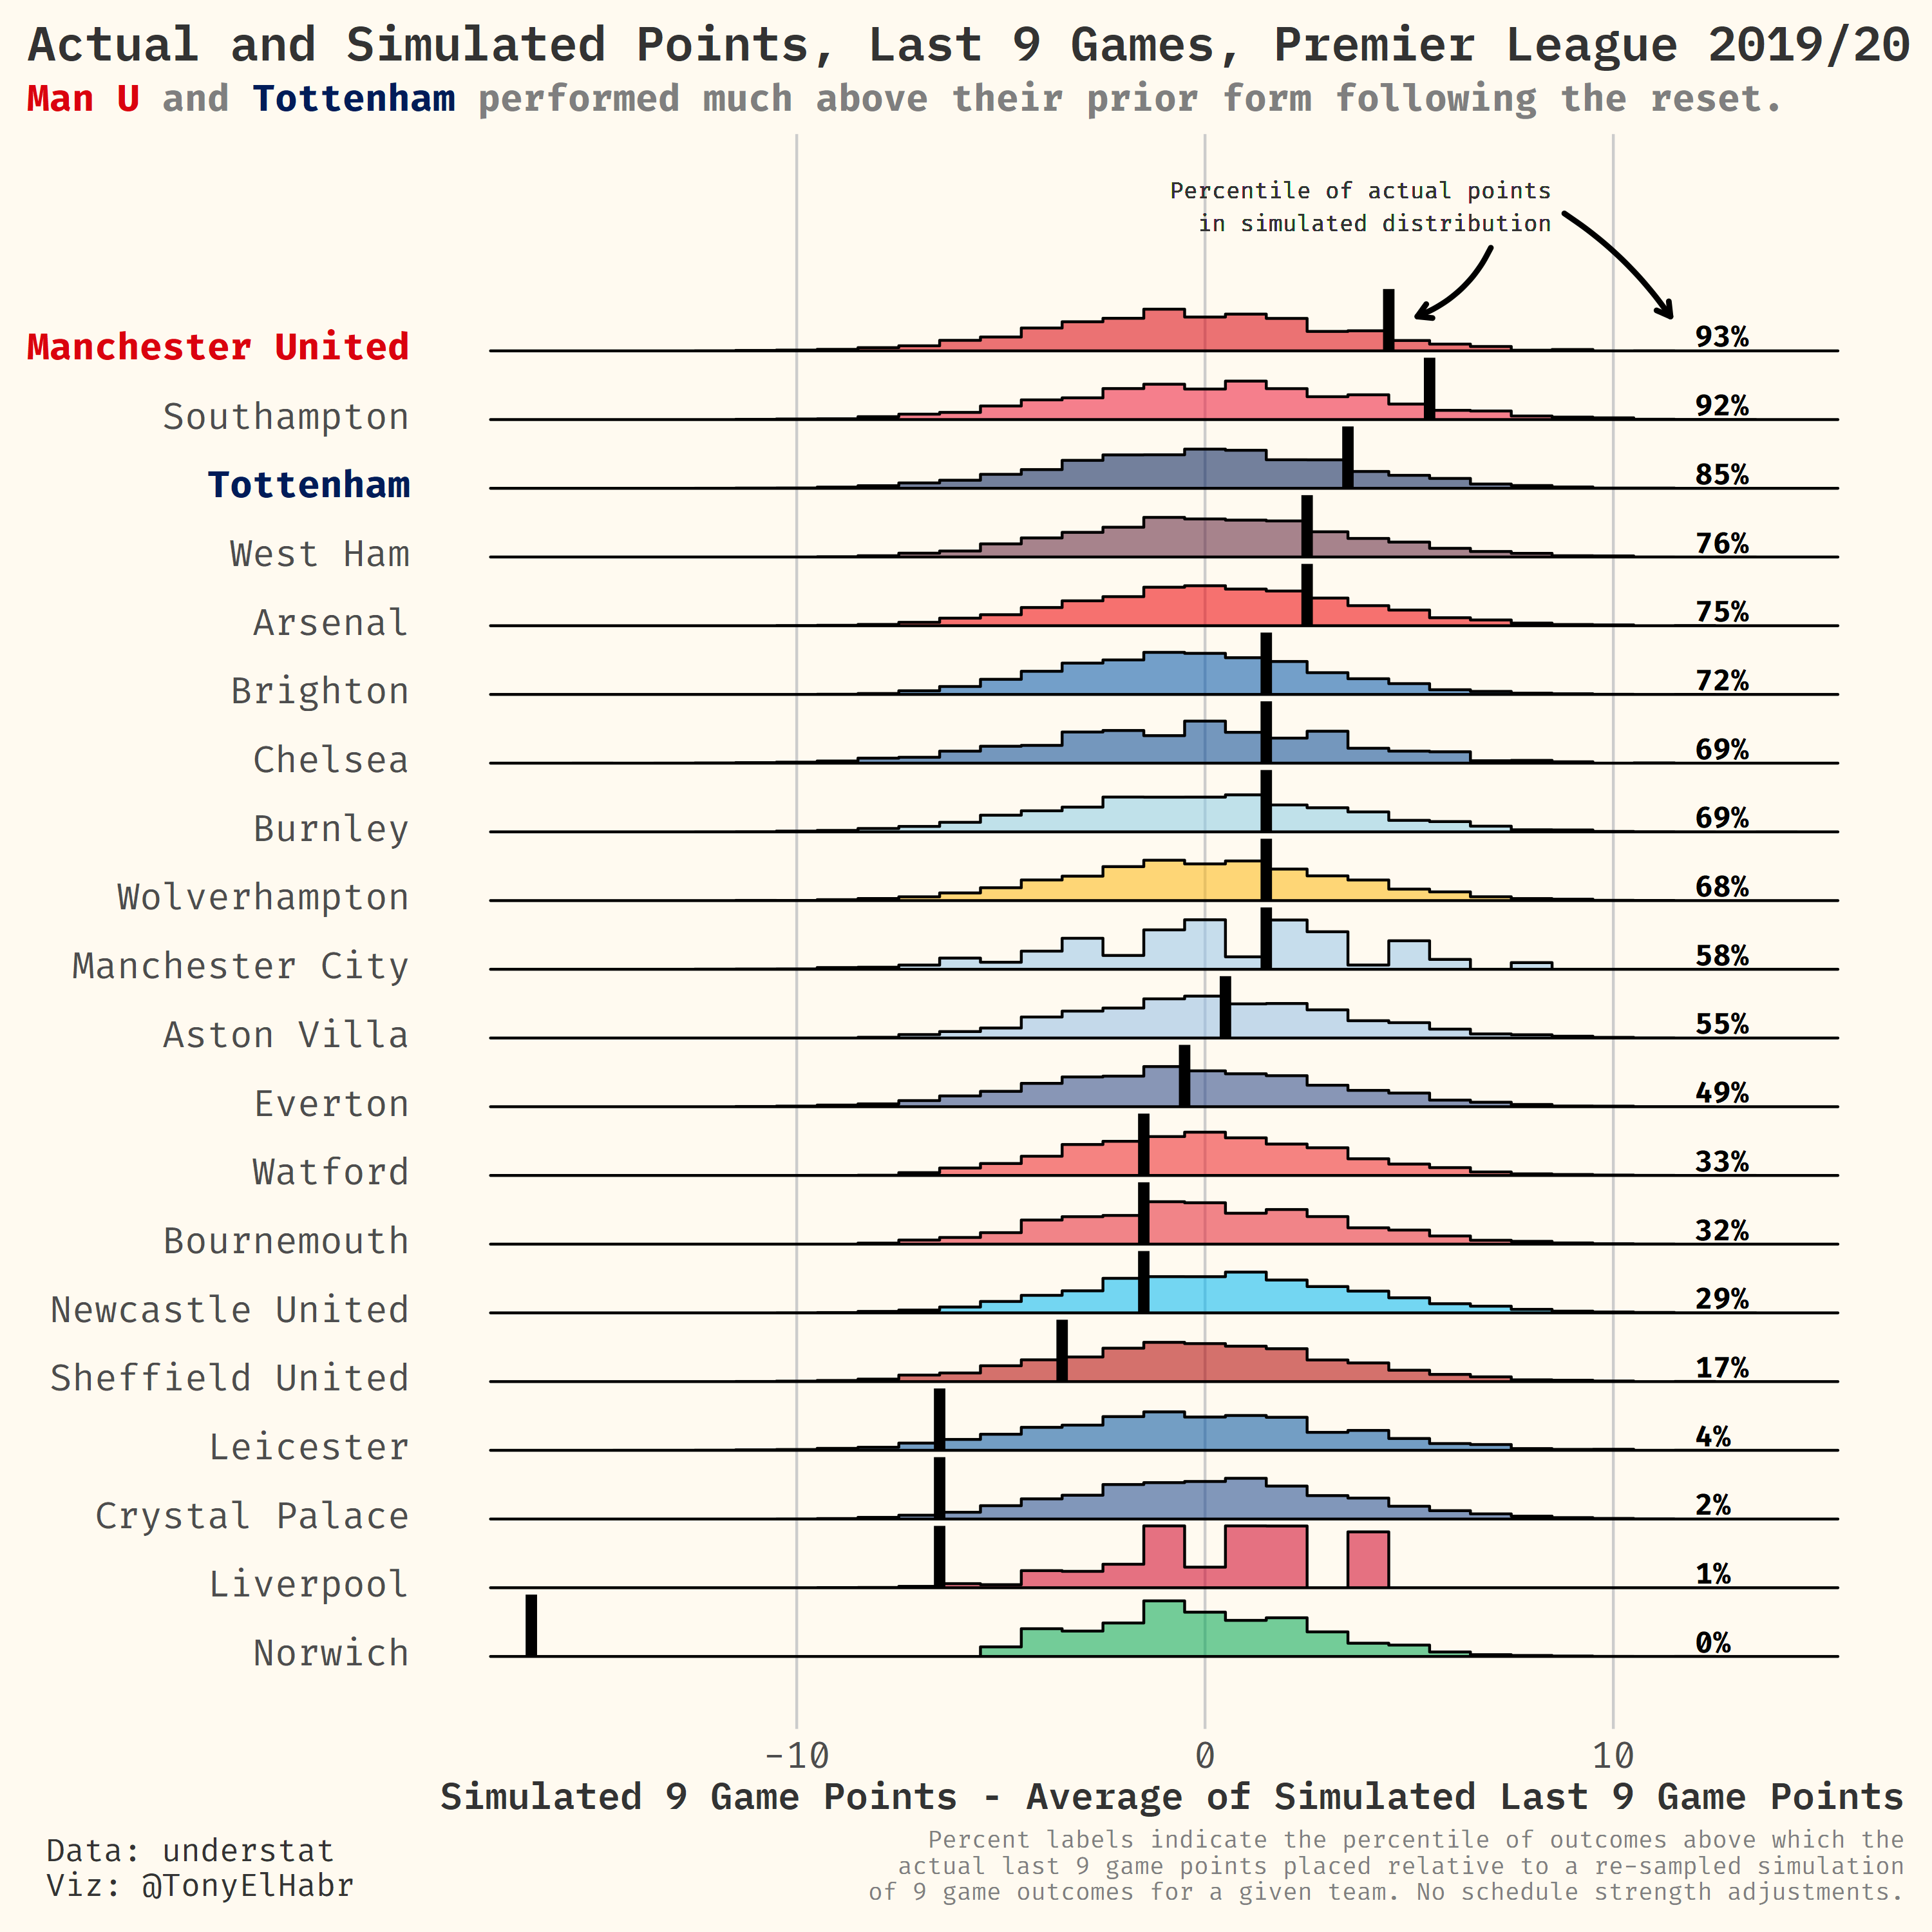 Actual and Simulated Points, Last 9 Games, Premier League 2019/20
Man U and Tottenham performed much above their prior form following the reset.
Percentile of actual points
in simulated distribution
Manchester United 93%
Southampton 92%
Tottenham 85%
West Ham 76%
Arsenal 75%
Brighton 72%
Chelsea 69%
Burnley 69%
Wolverhampton 68%
Manchester City 58%
Aston Villa 55%
Everton 49%
Watford 33%
Bournemouth 32%
Newcastle United 29%
Sheffield United 17%
Leicester 4%
Crystal Palace 2%
Liverpool 1%
Norwich 0%
-10 0 10
Simulated 9 Game Points - Average of Simulated Last 9 Game Points
Data: understat
Viz: @TonyElHabr
Percent labels indicate the percentile of outcomes above which the
actual last 9 game points placed relative to a re-sampled simulation
of 9 game outcomes for a given team. No schedule strength adjustments.